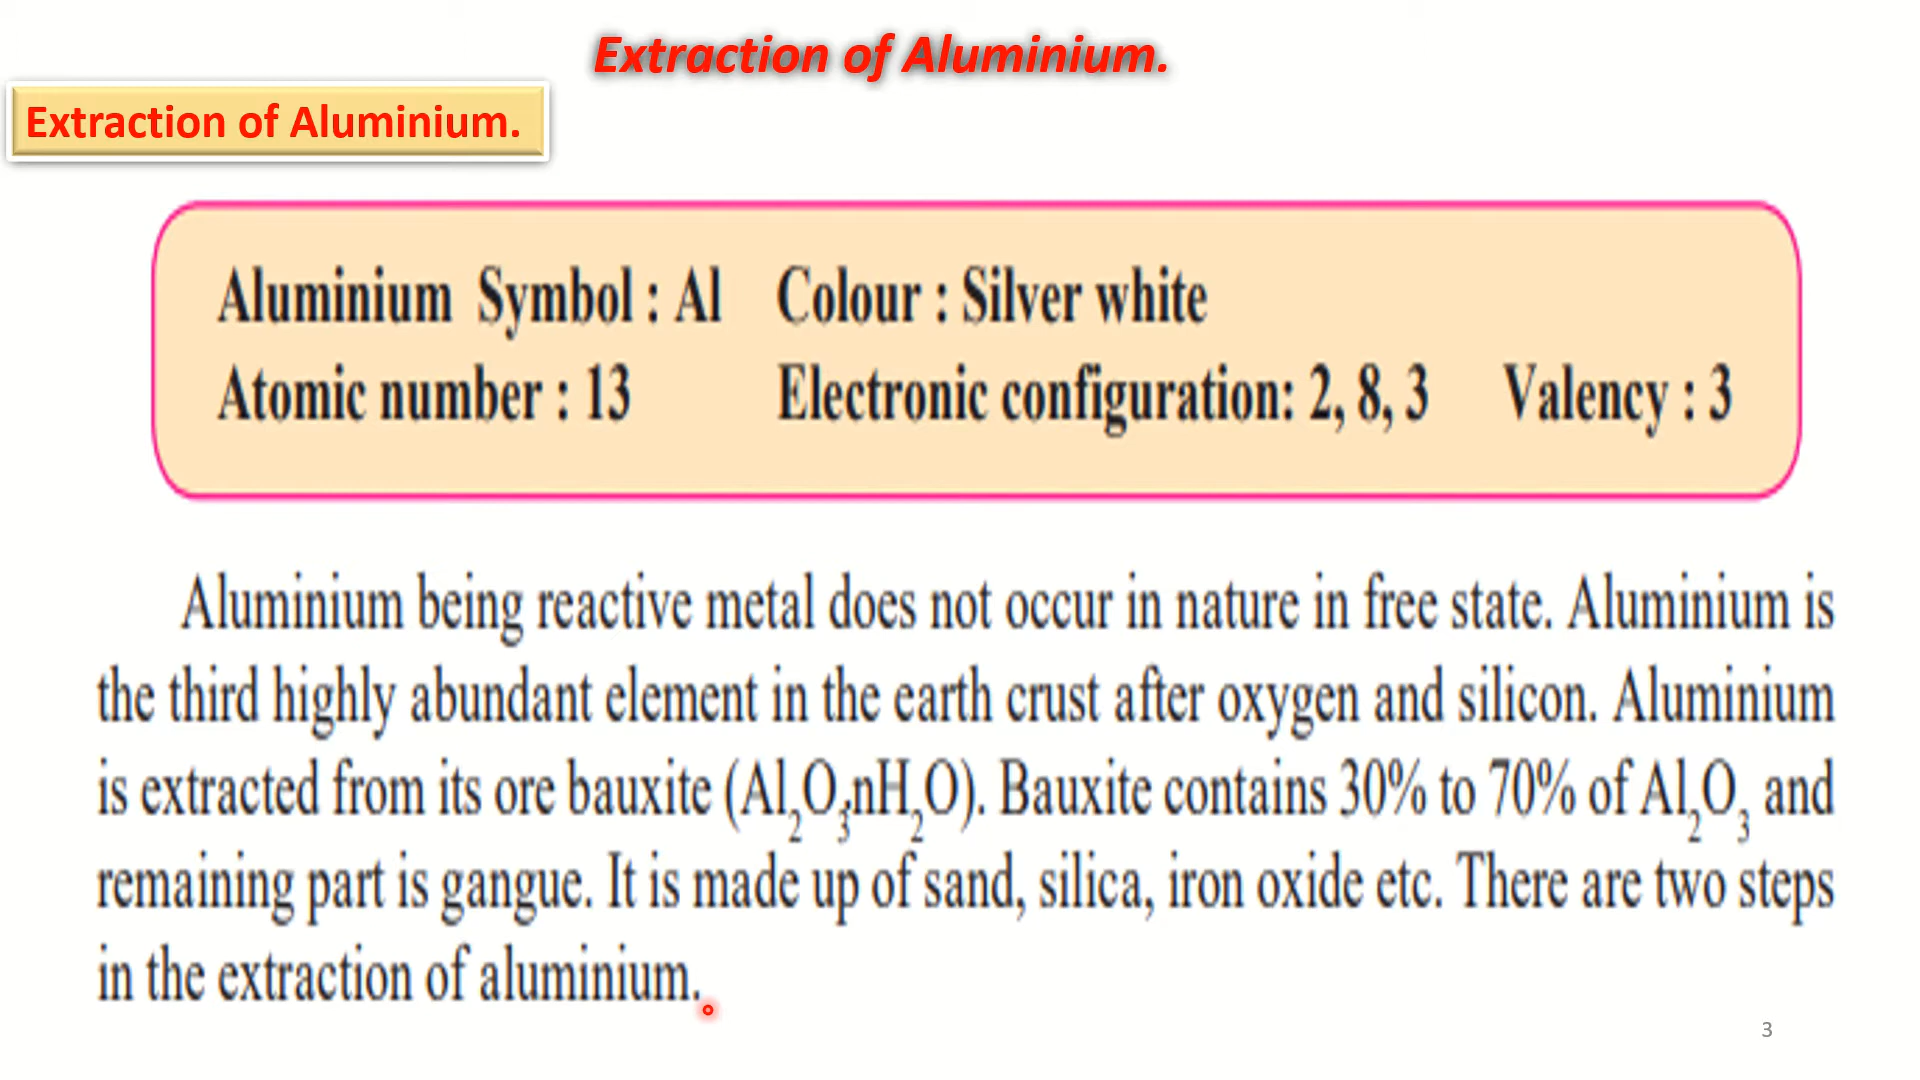 Extraction of Aluminium.
Extraction of Aluminium.
Aluminium Symbol : Al Colour : Silver white
Atomic number : 13 Electronic configuration: 2, 8, 3 Valency : 3
Aluminium being reactive metal does not occur in nature in free state. Aluminium is
the third highly abundant element in the earth crust after oxygen and silicon. Aluminium
is extracted from its ore bauxite (Al₂O₃.nH₂O). Bauxite contains 30% to 70% of Al₂O₃ and
remaining part is gangue. It is made up of sand, silica, iron oxide etc. There are two steps
in the extraction of aluminium.
3